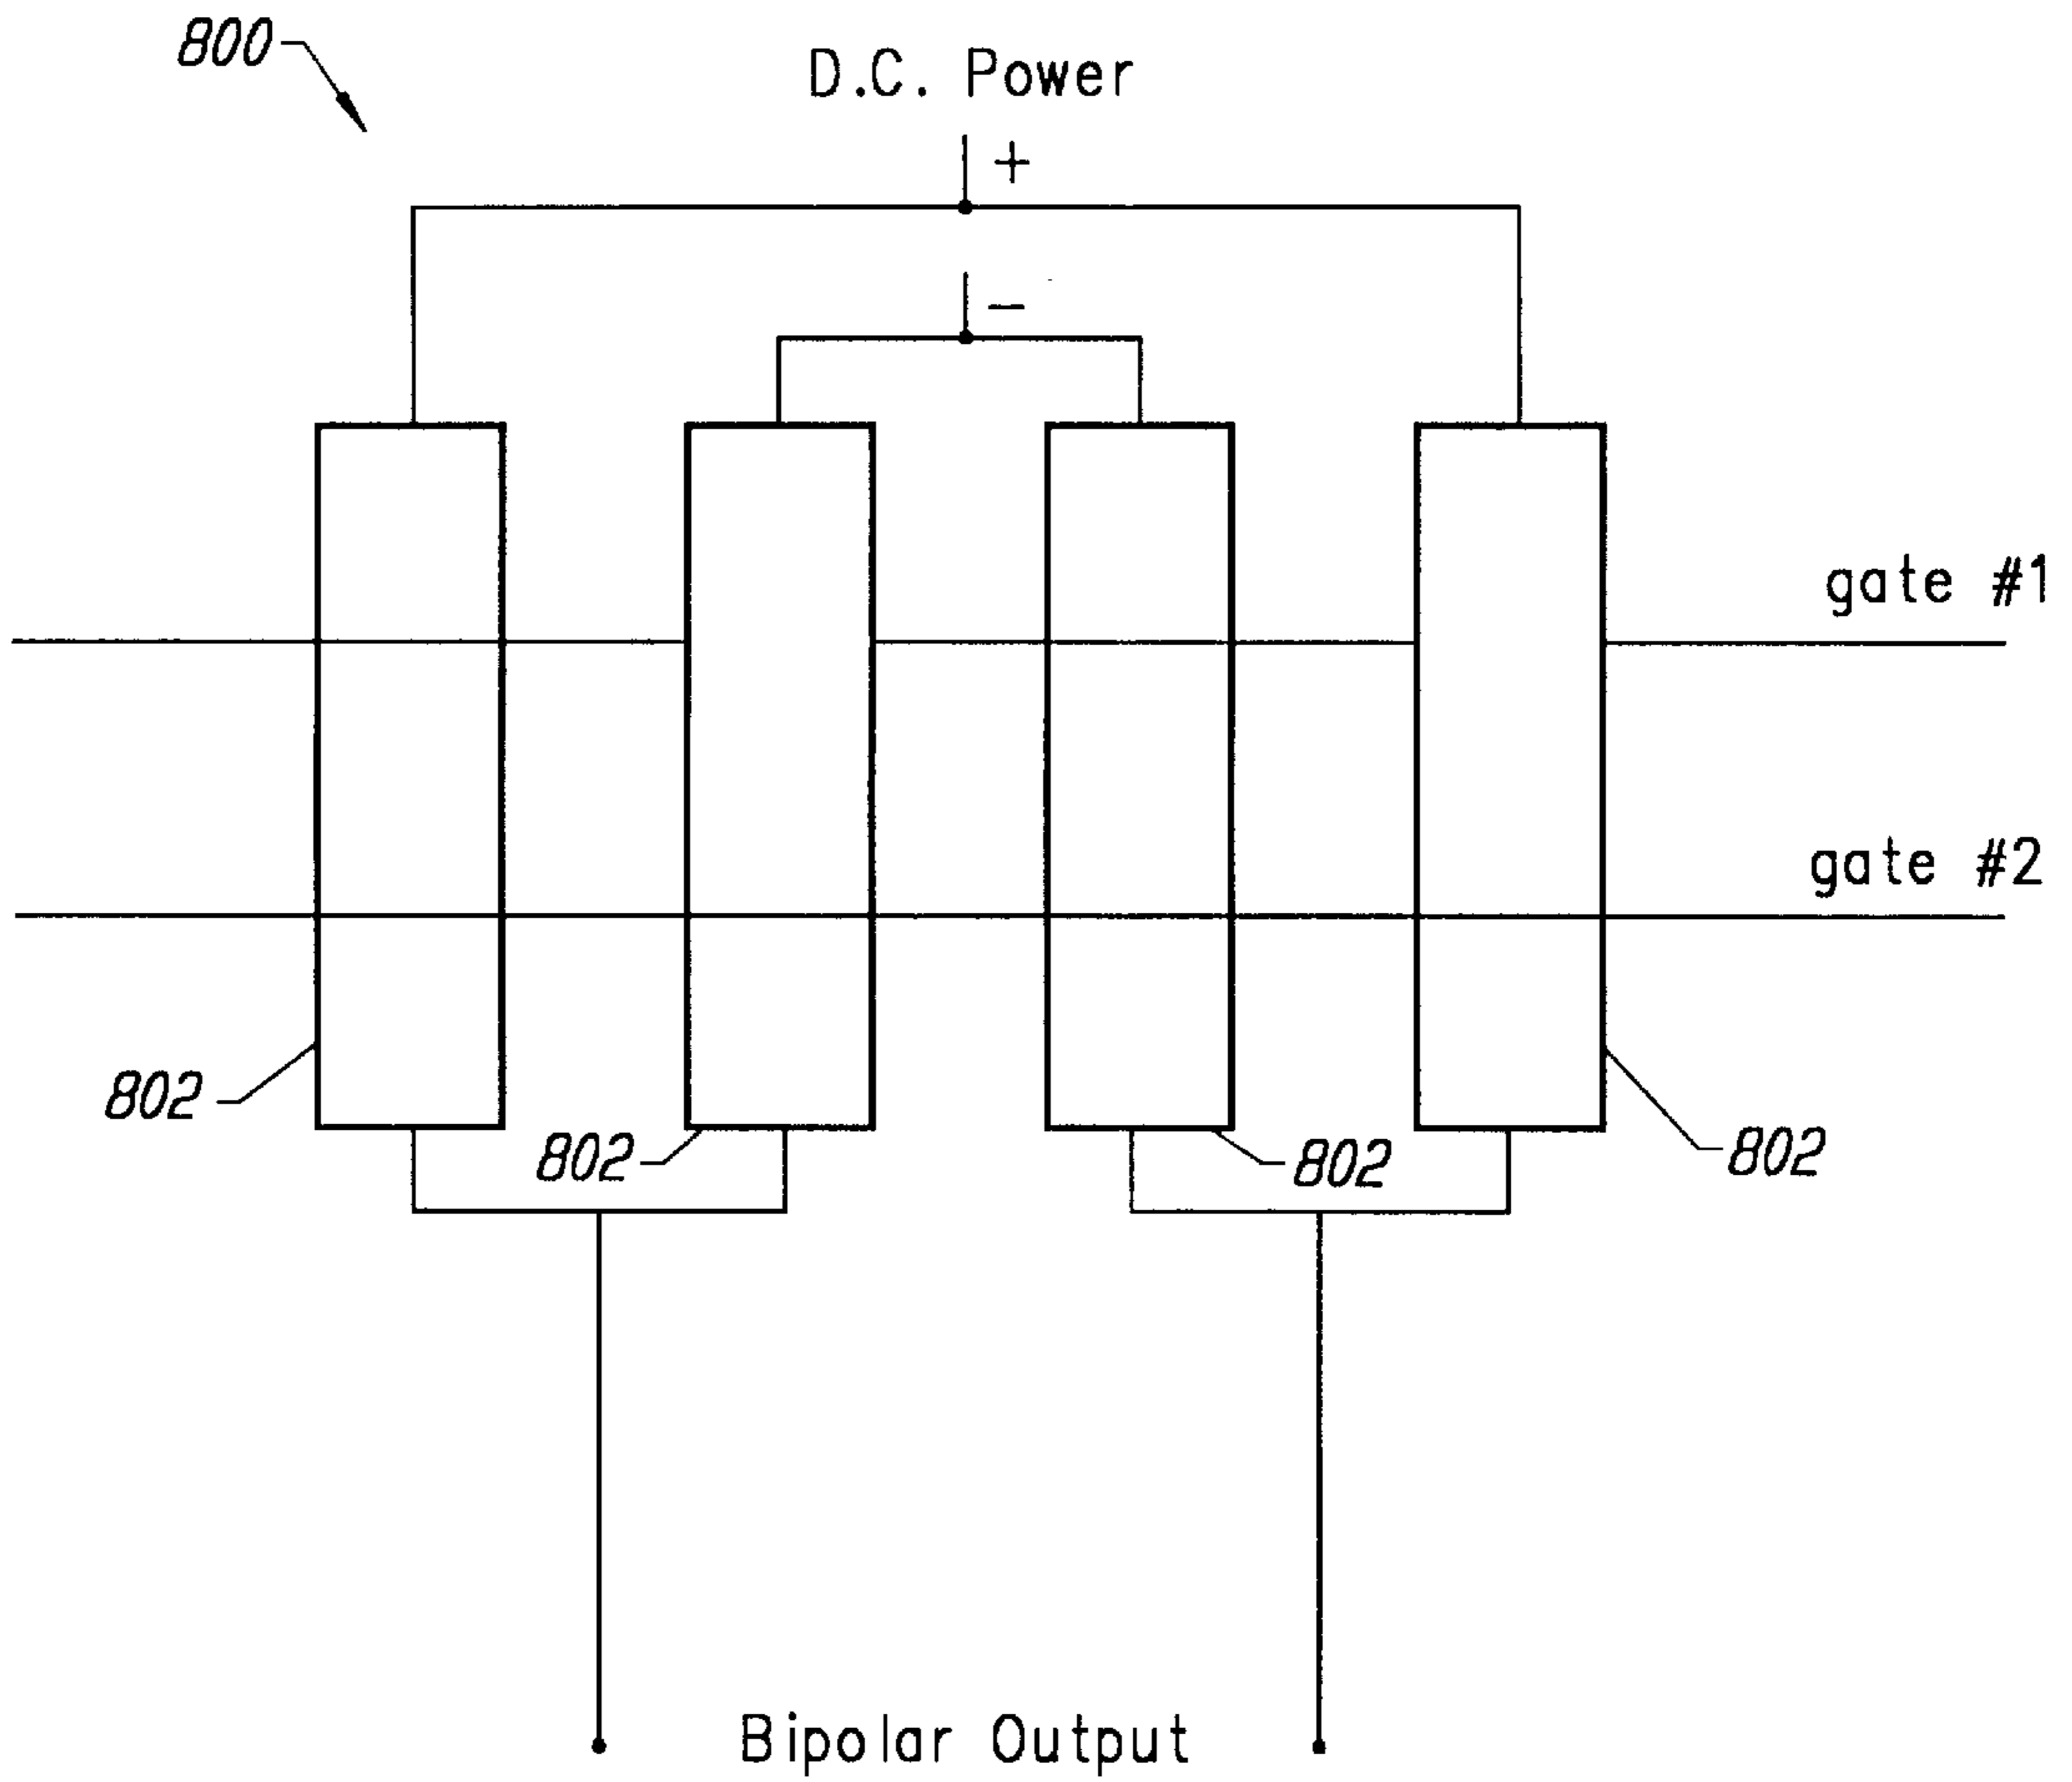 800
D.C. Power
+
-
gate #1
gate #2
802
802
802
802
Bipolar Output